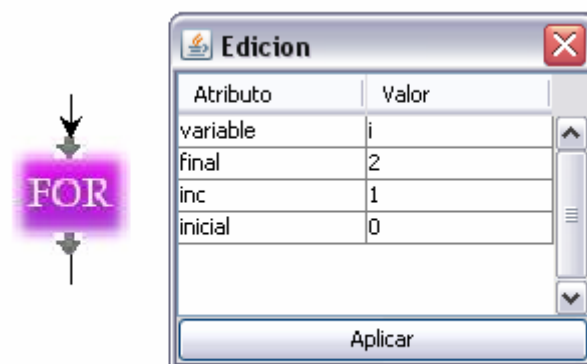 Edicion
Atributo Valor
variable i
final 2
inc 1
inicial 0
Aplicar
FOR